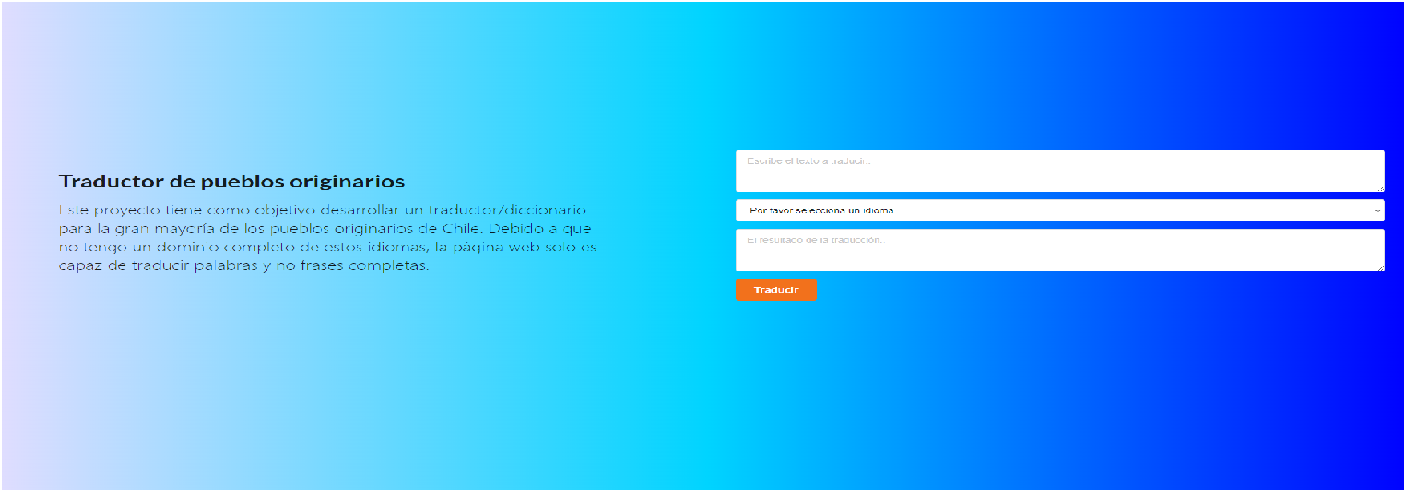 Traductor de pueblos originarios
Este proyecto tiene como objetivo desarrollar un traductor/diccionario
para la gran mayoría de los pueblos originarios de Chile. Debido a que
no tengo un dominio completo de estos idiomas, la página web solo es
capaz de traducir palabras y no frases completas.
Escribe el texto a traducir...
Por favor selecciona un idioma
El resultado de la traducción...
Traducir